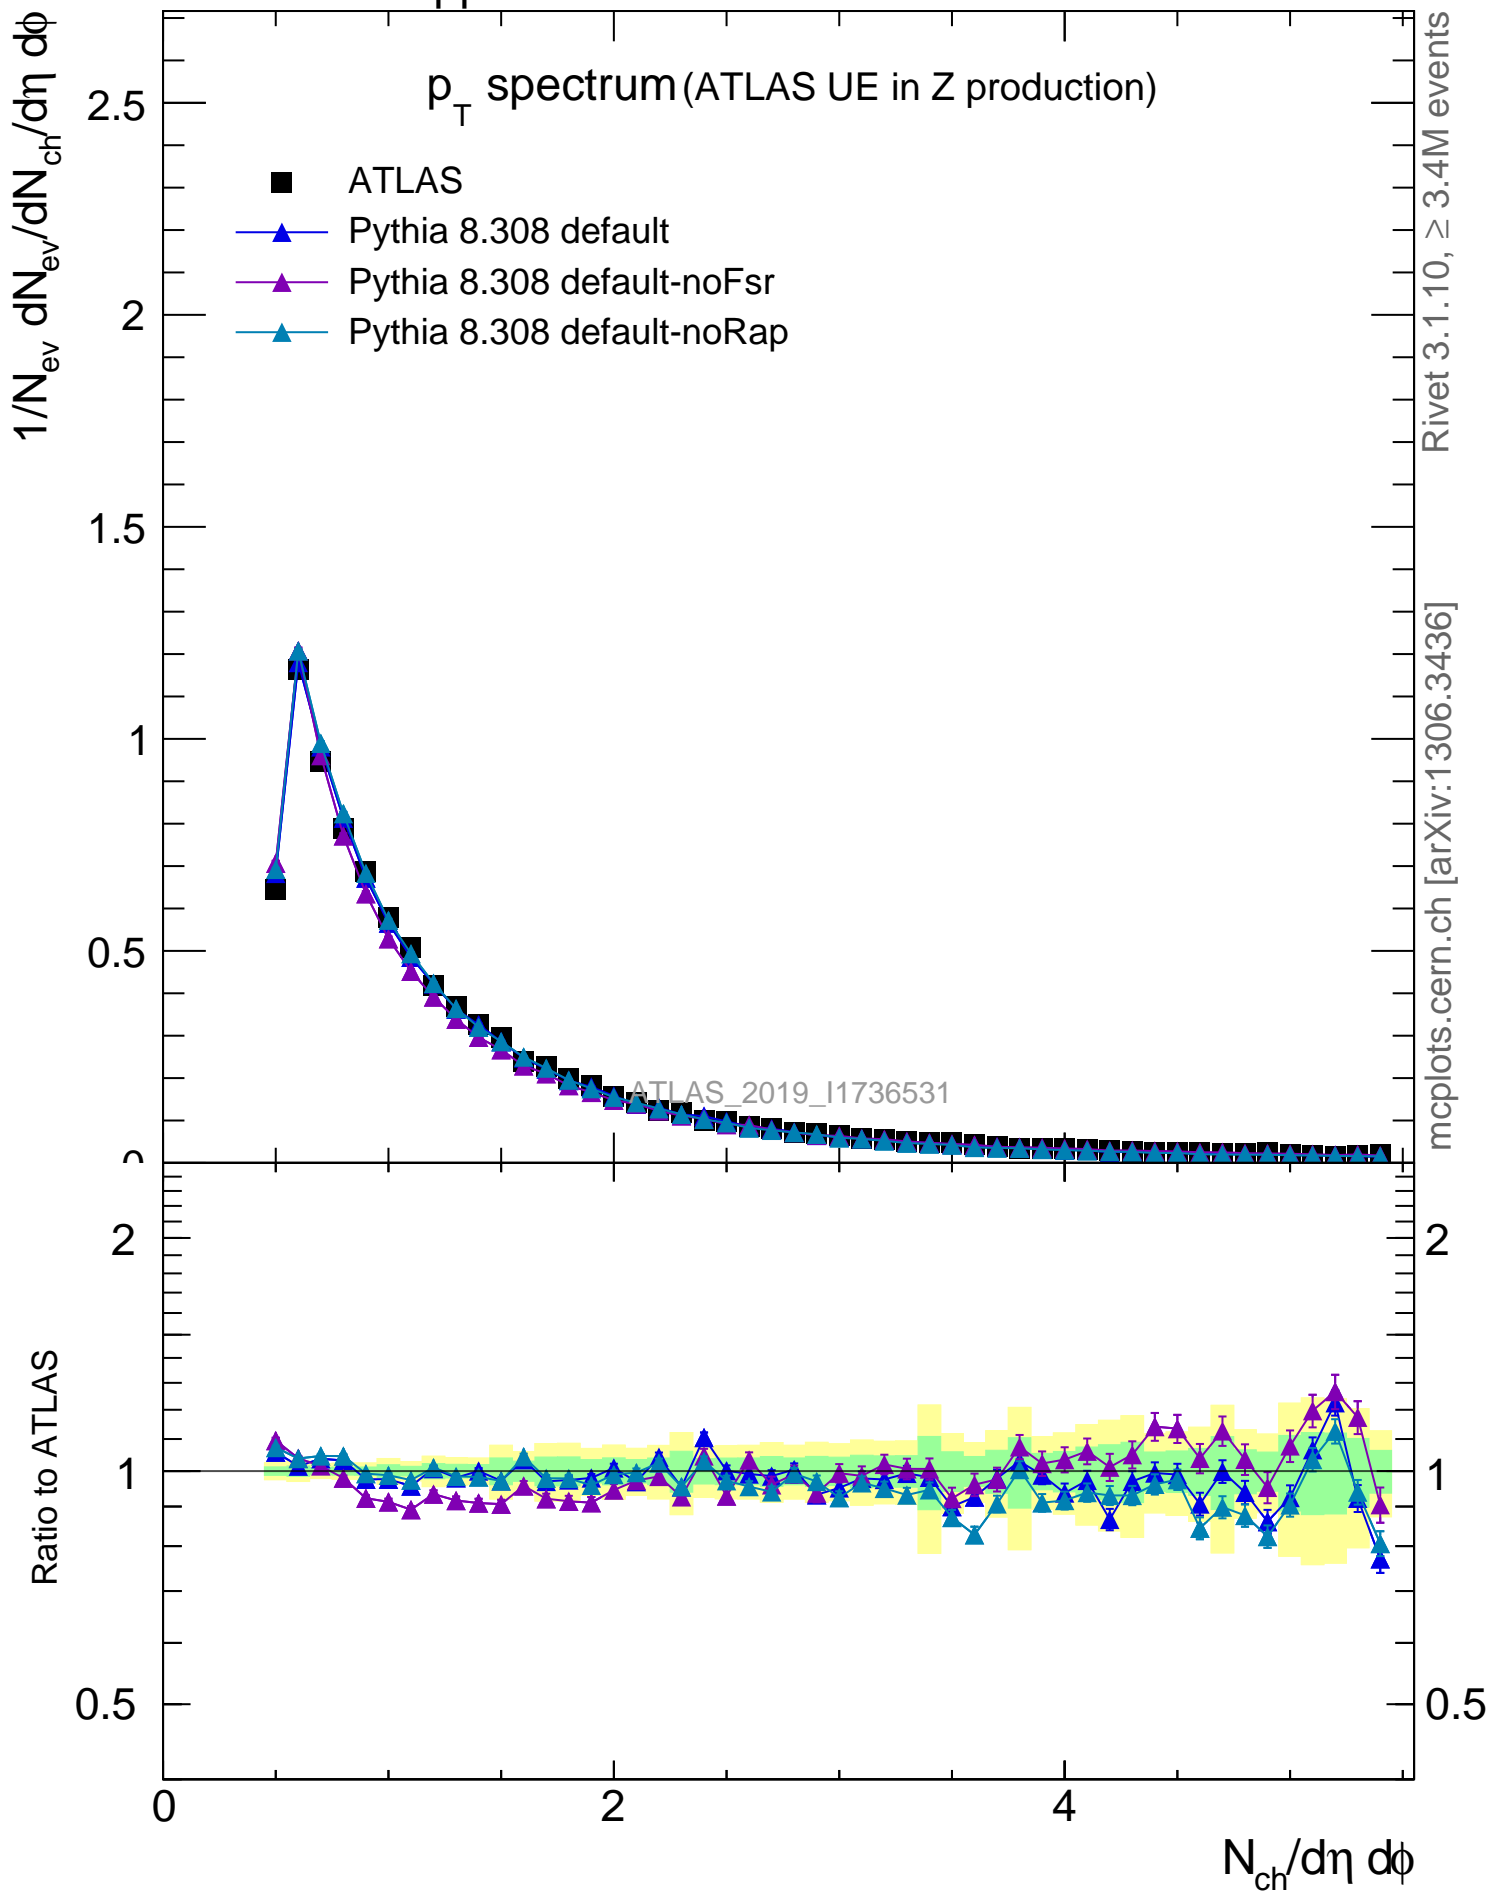 pp
p_T spectrum (ATLAS UE in Z production)
1/N_ev dN_ev/dN_ch/dη dϕ
2.5
2
1.5
1
0.5
0
ATLAS
Pythia 8.308 default
Pythia 8.308 default-noFsr
Pythia 8.308 default-noRap
ATLAS_2019_I1736531
Rivet 3.1.10, ≥ 3.4M events
mcplots.cern.ch [arXiv:1306.3436]
Ratio to ATLAS
2
1
0.5
2
1
0.5
0
2
4
N_ch/dη dϕ